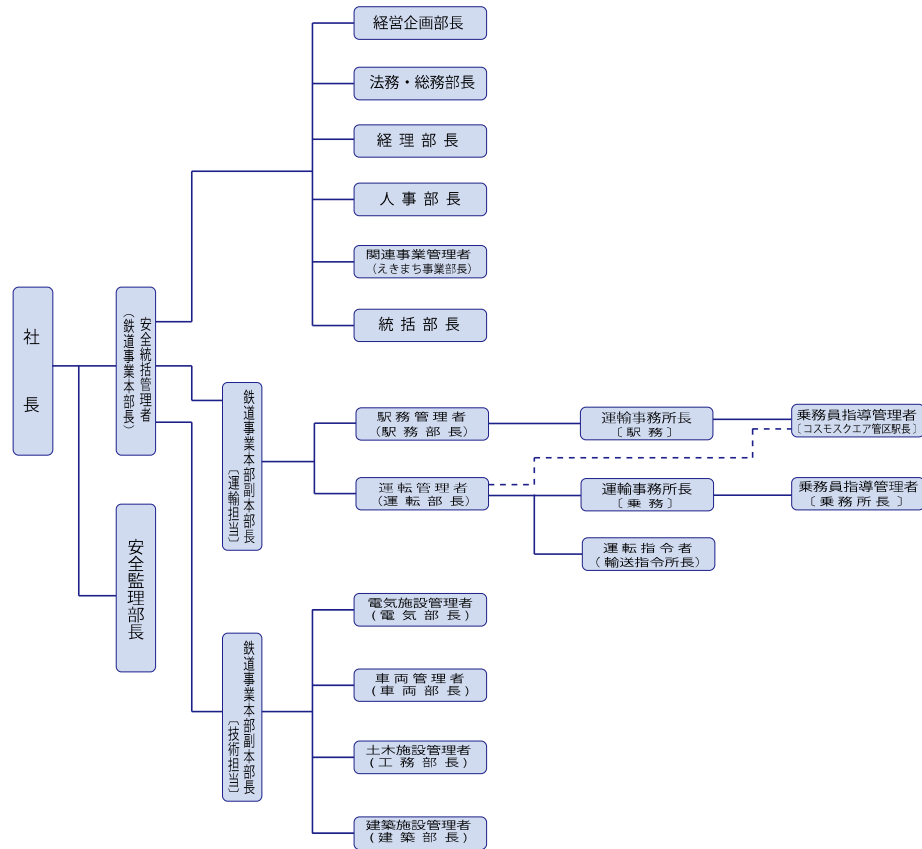 社長
安全統括管理者
（鉄道事業本部長）
安全監理部長
経営企画部長
法務・総務部長
経理部長
人事部長
関連事業管理者
（えきまち事業部長）
統括部長
鉄道事業本部副本部長
〔運輸担当〕
駅務管理者
（駅務部長）
運輸事務所長
〔駅務〕
乗務員指導管理者
〔コスモスクエア管区駅長〕
運転管理者
（運転部長）
運輸事務所長
〔乗務〕
乗務員指導管理者
〔乗務所長〕
運転指令者
（輸送指令所長）
鉄道事業本部副本部長
〔技術担当〕
電気施設管理者
（電気部長）
車両管理者
（車両部長）
土木施設管理者
（工務部長）
建築施設管理者
（建築部長）